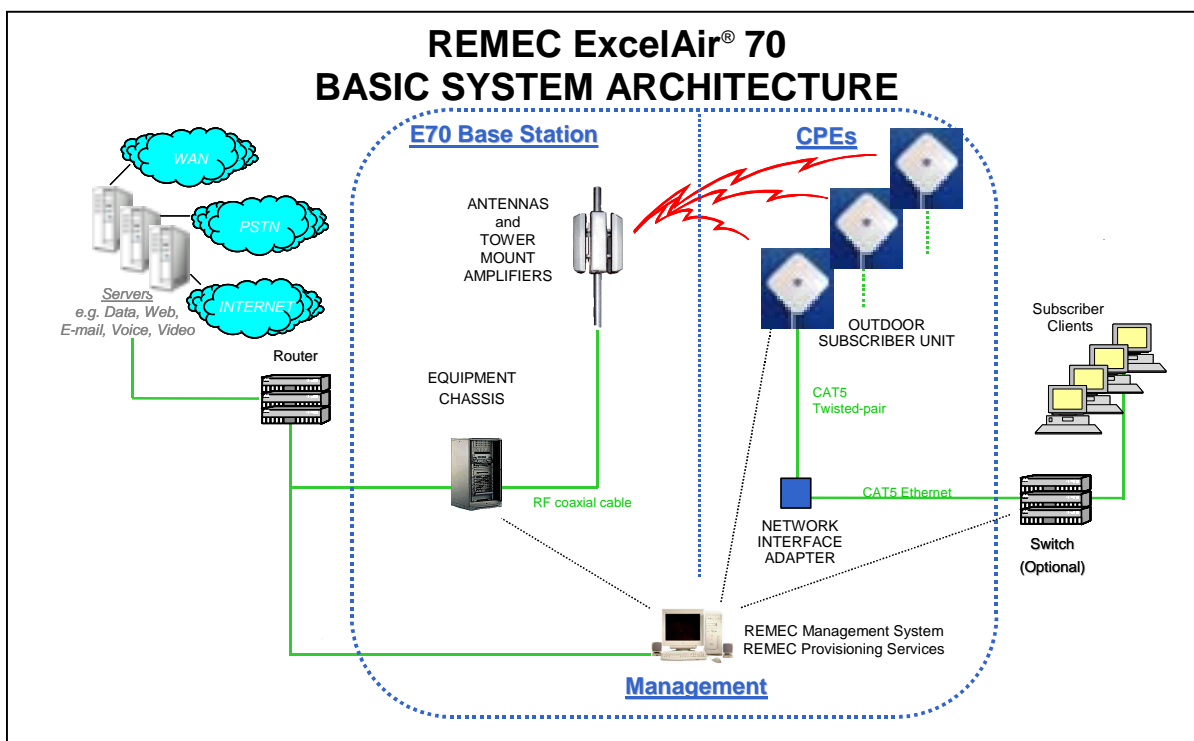 REMEC ExcelAir® 70
BASIC SYSTEM ARCHITECTURE
E70 Base Station
CPEs
WAN
PSTN
INTERNET
Servers
e.g. Data, Web,
E-mail, Voice, Video
Router
ANTENNAS
and
TOWER
MOUNT
AMPLIFIERS
EQUIPMENT
CHASSIS
RF coaxial cable
OUTDOOR
SUBSCRIBER UNIT
CAT5
Twisted-pair
CAT5 Ethernet
NETWORK
INTERFACE
ADAPTER
Subscriber
Clients
Switch
(Optional)
REMEC Management System
REMEC Provisioning Services
Management